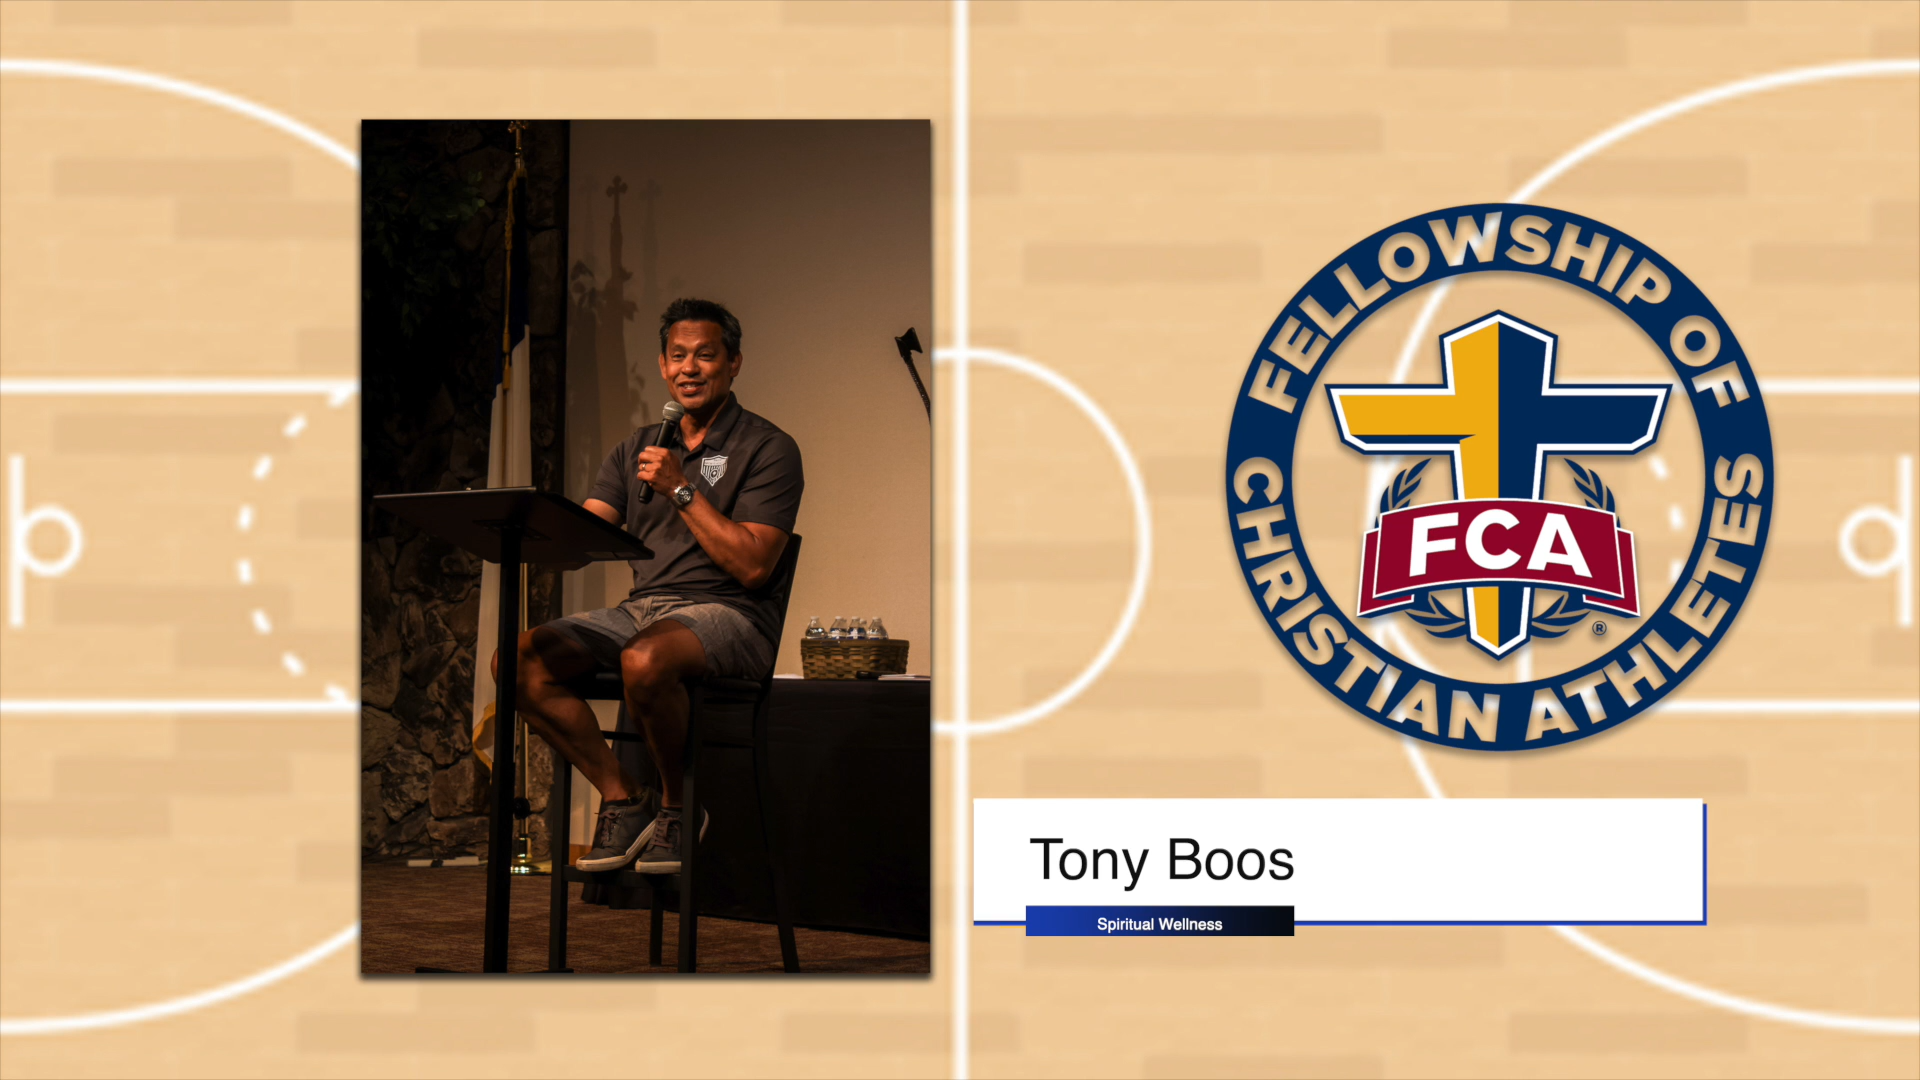 FELLOWSHIP OF
CHRISTIAN ATHLETES
FCA
®
Tony Boos
Spiritual Wellness